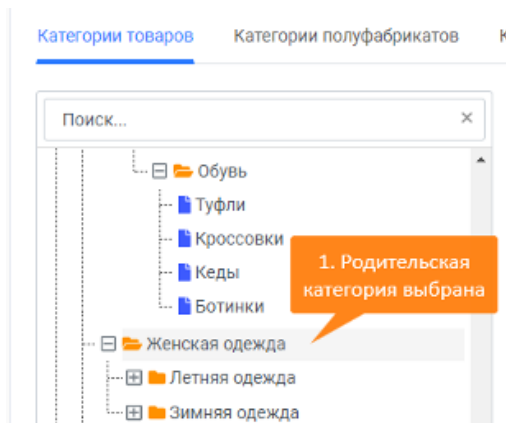 Категории товаров Категории полуфабрикатов К
Поиск... ×
Обувь
Туфли
Кроссовки
Кеды
Ботинки
1. Родительская
категория выбрана
Женская одежда
Летняя одежда
Зимняя одежда